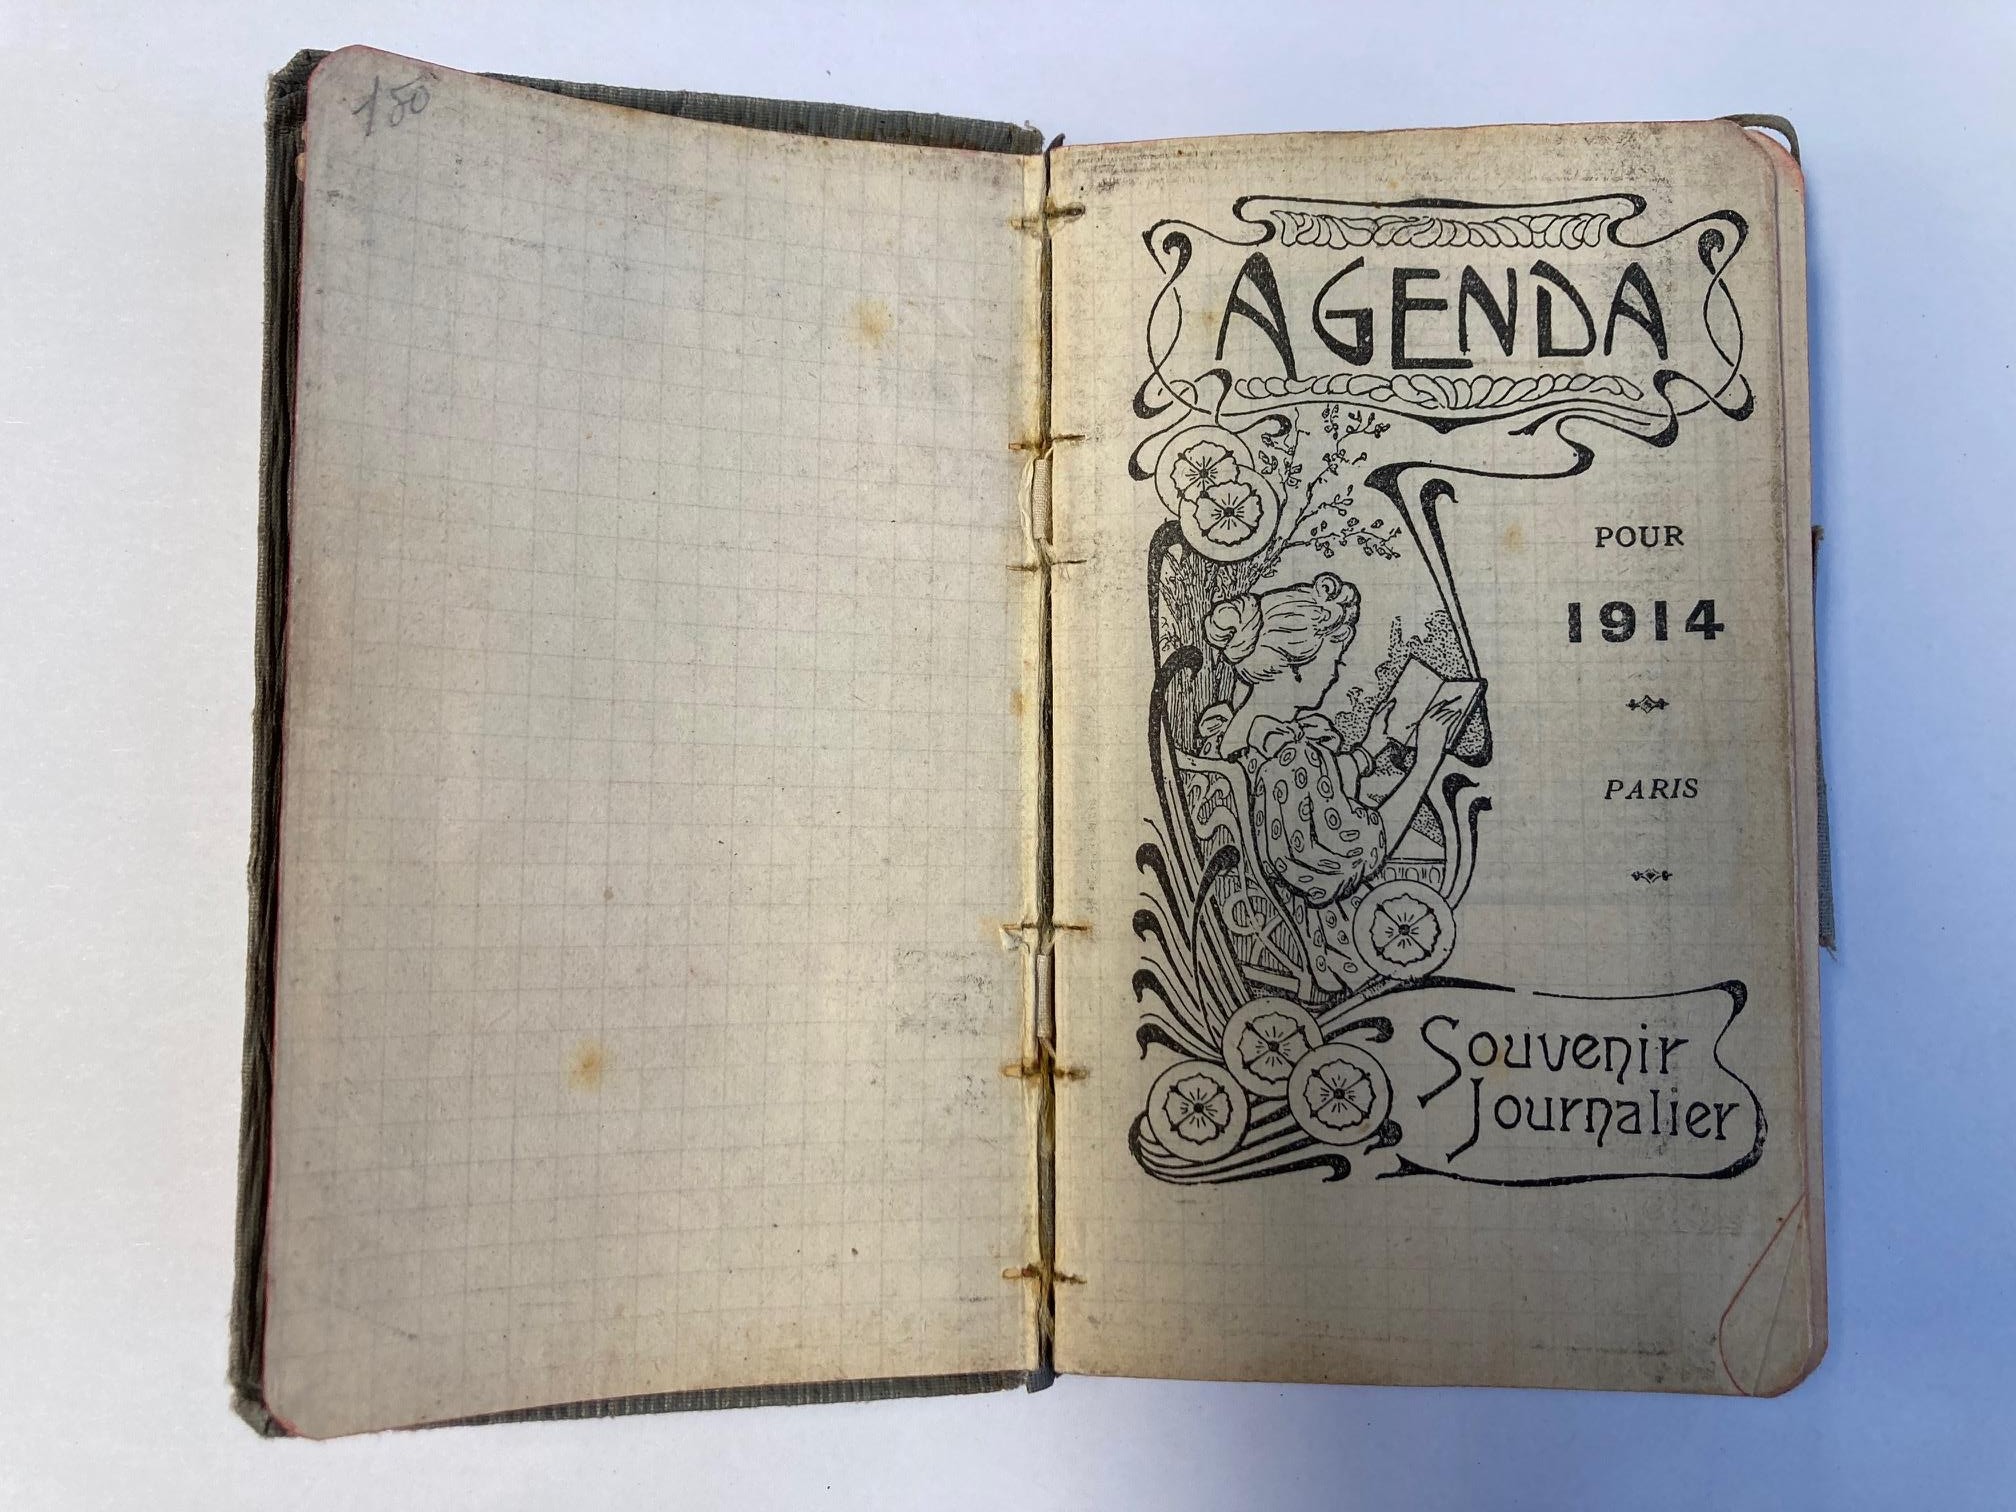 150
AGENDA
POUR
1914
PARIS
Souvenir
Journalier